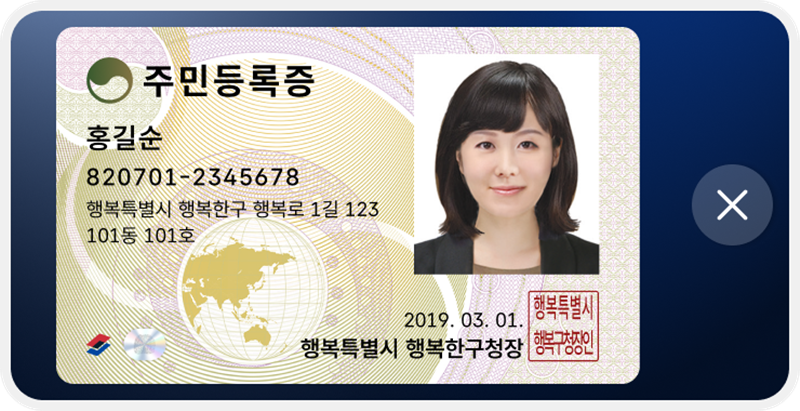 주민등록증
홍길순
820701-2345678
행복특별시 행복한구 행복로 1길 123
101동 101호
2019. 03. 01.
행복특별시 행복한구청장
행복특별시
행복구청장인